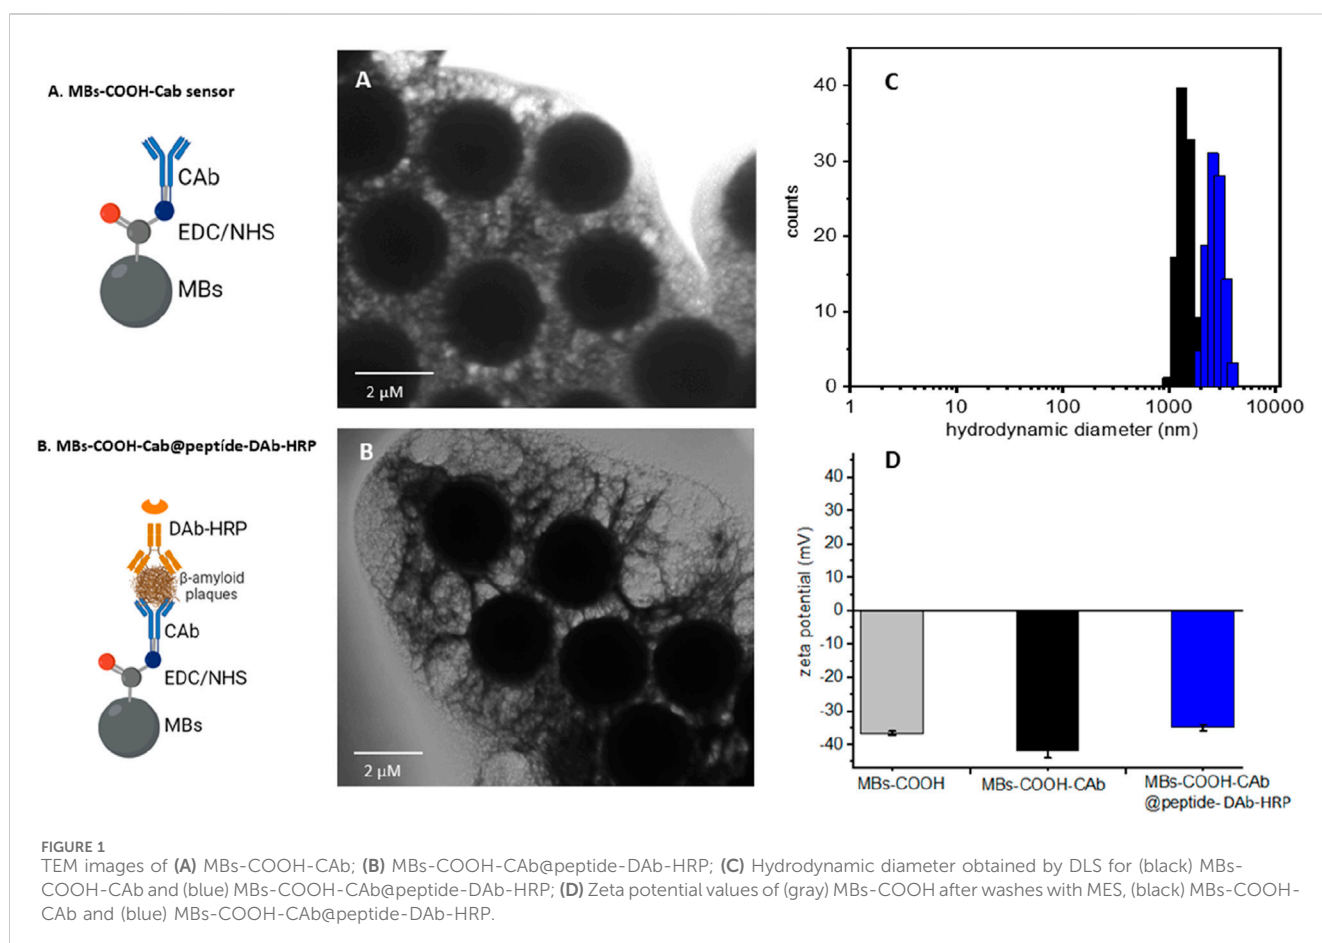 A. MBs-COOH-Cab sensor
CAb
EDC/NHS
MBs
A
2 μM
C
counts
40
30
20
10
0
1
10
100
1000
10000
hydrodynamic diameter (nm)
B. MBs-COOH-Cab@peptide-DAb-HRP
DAb-HRP
β-amyloid
plaques
CAb
EDC/NHS
MBs
B
2 μM
D
zeta potential (mV)
40
30
20
10
0
-10
-20
-30
-40
MBs-COOH
MBs-COOH-CAb
MBs-COOH-CAb
@peptide-DAb-HRP
FIGURE 1
TEM images of (A) MBs-COOH-CAb; (B) MBs-COOH-CAb@peptide-DAb-HRP; (C) Hydrodynamic diameter obtained by DLS for (black) MBs-
COOH-CAb and (blue) MBs-COOH-CAb@peptide-DAb-HRP; (D) Zeta potential values of (gray) MBs-COOH after washes with MES, (black) MBs-COOH-
CAb and (blue) MBs-COOH-CAb@peptide-DAb-HRP.